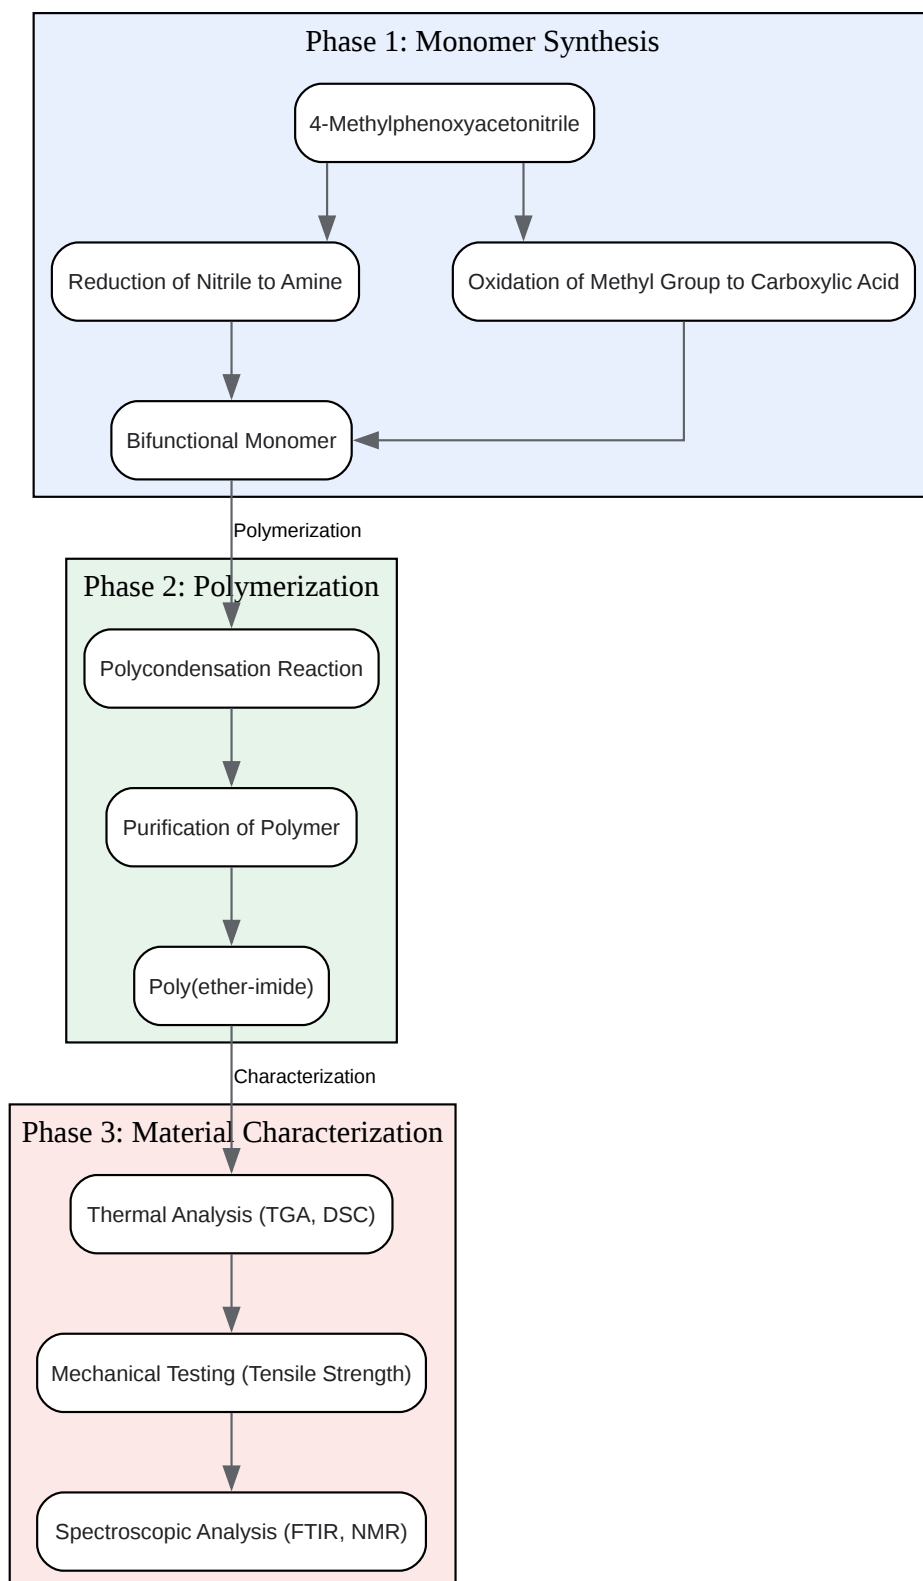 Phase 1: Monomer Synthesis
4-Methylphenoxyacetonitrile
Reduction of Nitrile to Amine
Oxidation of Methyl Group to Carboxylic Acid
Bifunctional Monomer
Polymerization
Phase 2: Polymerization
Polycondensation Reaction
Purification of Polymer
Poly(ether-imide)
Characterization
Phase 3: Material Characterization
Thermal Analysis (TGA, DSC)
Mechanical Testing (Tensile Strength)
Spectroscopic Analysis (FTIR, NMR)